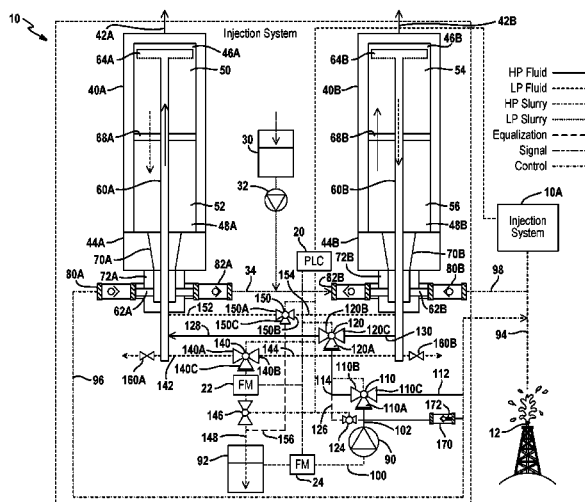 10
42A
Injection System
42B
64A
46A
50
64B
46B
54
HP Fluid
LP Fluid
HP Slurry
LP Slurry
Equalization
Signal
Control
40A
40B
68A
68B
30
10A
Injection System
60A
32
60B
52
56
48A
48B
20
PLC
44A
70A
44B
70B
72A
82A
34
154
72B
82B
80B
98
80A
62A
152
150
150A
150C
150B
120B
62B
128
120
120C
130
94
140
144
120A
140A
140B
140C
160A
142
160B
96
22
FM
114
110B
110
110C
112
146
126
110A
172
12
148
156
124
102
170
92
FM
24
90
100